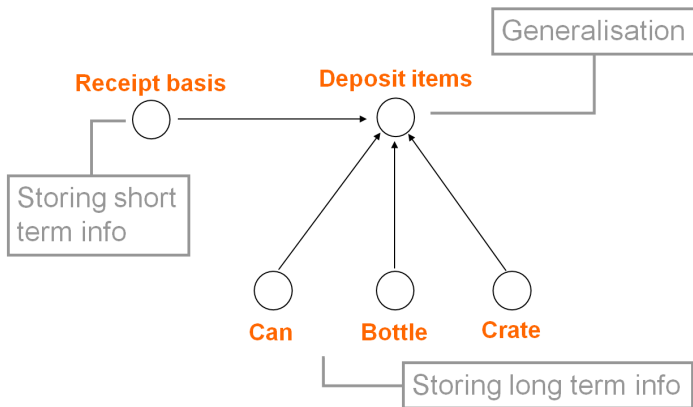 Generalisation
Receipt basis
Deposit items
Storing short
term info
Can
Bottle
Crate
Storing long term info